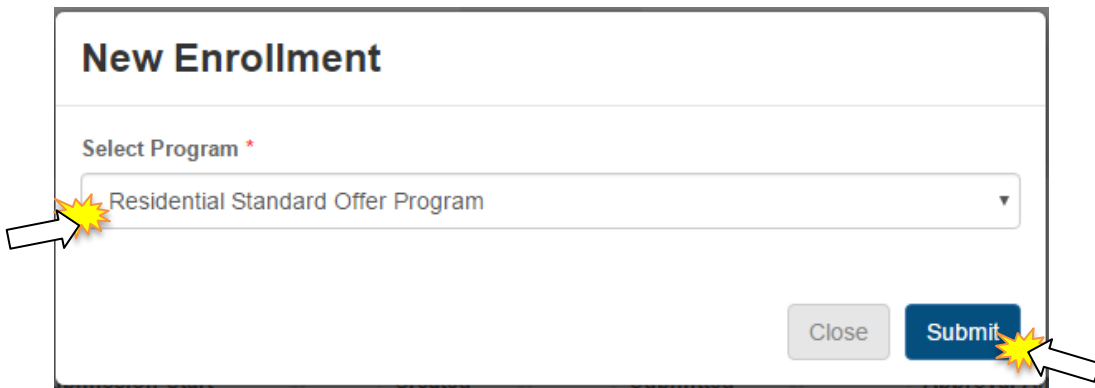 New Enrollment
Select Program *
Residential Standard Offer Program
Close Submit